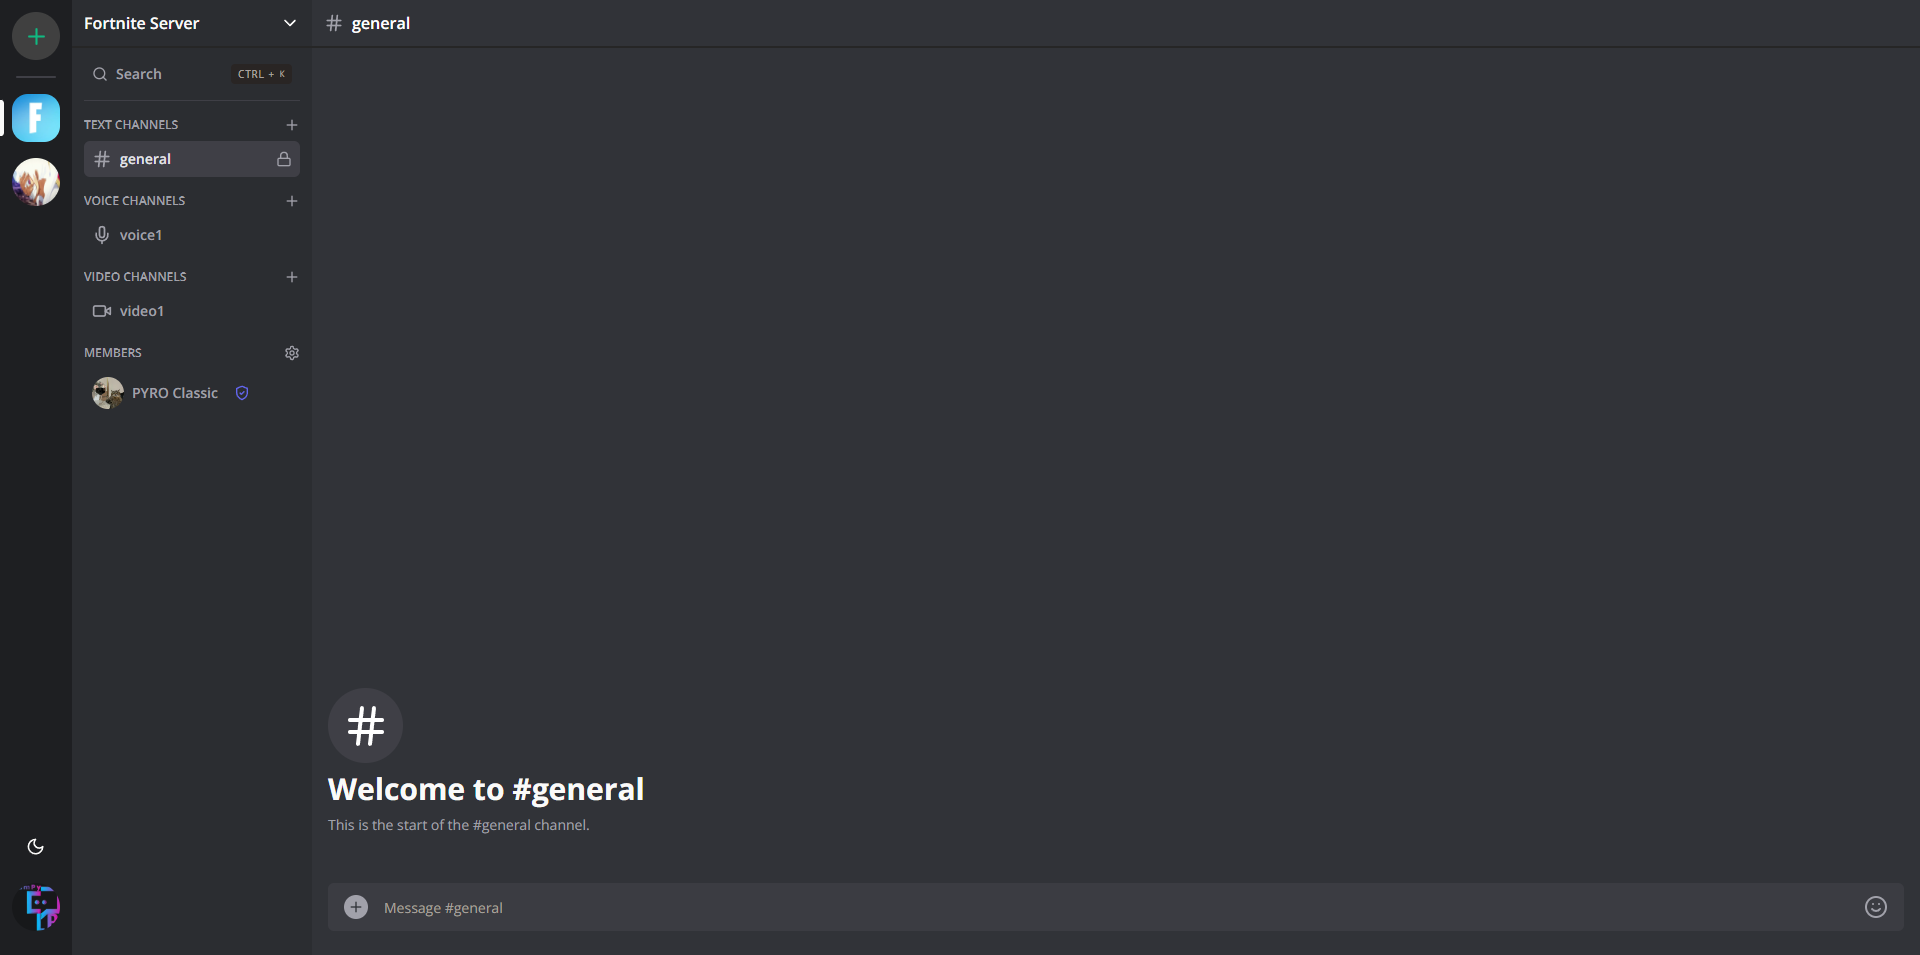 Fortnite Server
# general
Search
CTRL + K
TEXT CHANNELS
general
VOICE CHANNELS
voice1
VIDEO CHANNELS
video1
MEMBERS
PYRO Classic
F
#
Welcome to #general
This is the start of the #general channel.
Message #general